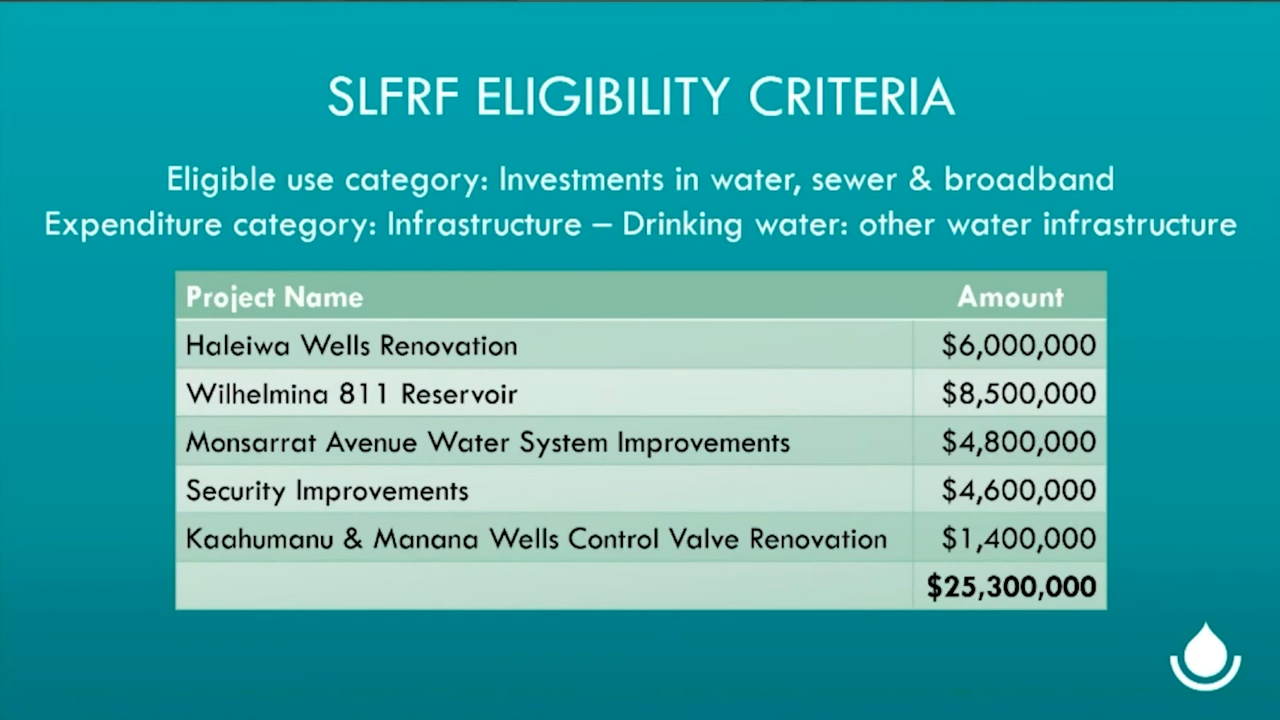 SLFRF ELIGIBILITY CRITERIA
Eligible use category: Investments in water, sewer & broadband
Expenditure category: Infrastructure – Drinking water: other water infrastructure
Project Name Amount
Haleiwa Wells Renovation $6,000,000
Wilhelmina 811 Reservoir $8,500,000
Monsarrat Avenue Water System Improvements $4,800,000
Security Improvements $4,600,000
Kaahumanu & Manana Wells Control Valve Renovation $1,400,000
$25,300,000